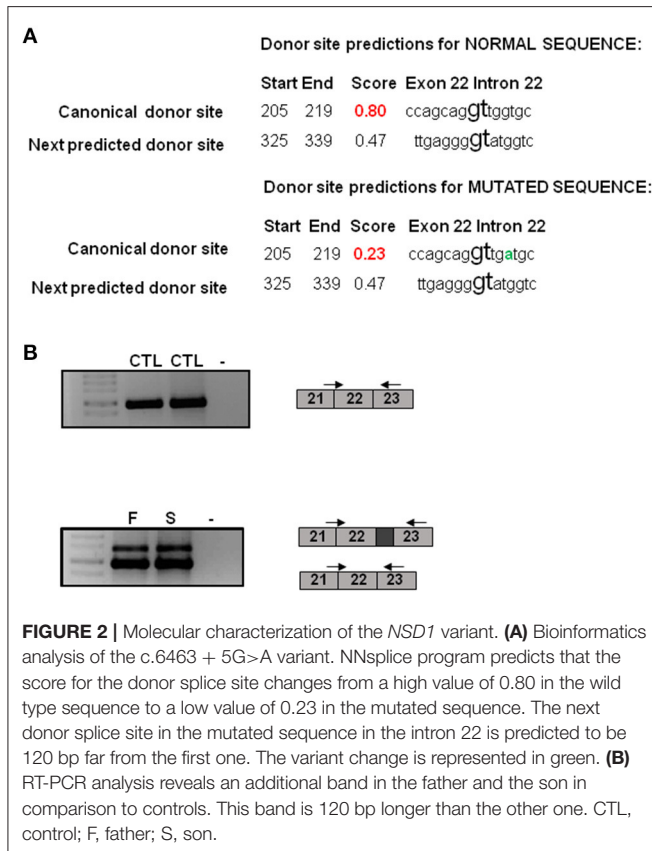 A
Donor site predictions for NORMAL SEQUENCE:
Start End Score Exon 22 Intron 22
Canonical donor site 205 219 0.80 ccagcaggttggtgc
Next predicted donor site 325 339 0.47 ttgaggggtatggtc
Donor site predictions for MUTATED SEQUENCE:
Start End Score Exon 22 Intron 22
Canonical donor site 205 219 0.23 ccagcaggttgatgc
Next predicted donor site 325 339 0.47 ttgaggggtatggtc
B
CTL CTL -
21 22 23
F S -
21 22 23
21 22 23
FIGURE 2 | Molecular characterization of the NSD1 variant. (A) Bioinformatics
analysis of the c.6463 + 5G>A variant. NNsplice program predicts that the
score for the donor splice site changes from a high value of 0.80 in the wild
type sequence to a low value of 0.23 in the mutated sequence. The next
donor splice site in the mutated sequence in the intron 22 is predicted to be
120 bp far from the first one. The variant change is represented in green. (B)
RT-PCR analysis reveals an additional band in the father and the son in
comparison to controls. This band is 120 bp longer than the other one. CTL,
control; F, father; S, son.